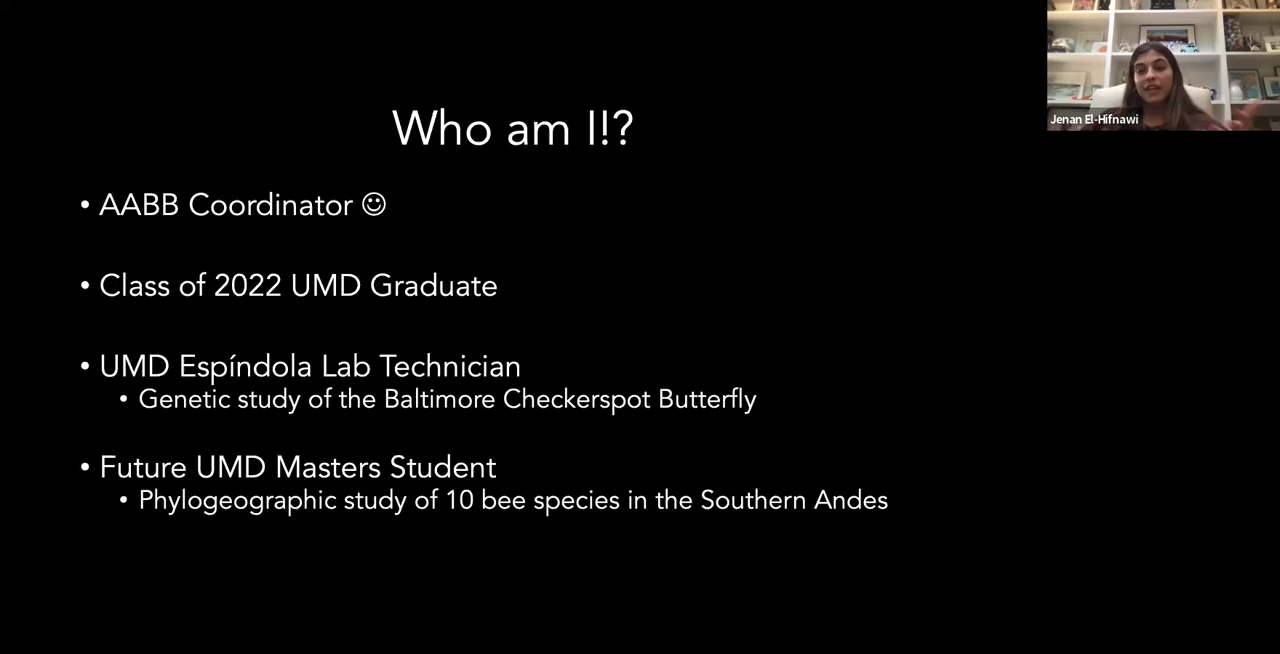 Who am I!?
• AABB Coordinator ☺
• Class of 2022 UMD Graduate
• UMD Espíndola Lab Technician
• Genetic study of the Baltimore Checkerspot Butterfly
• Future UMD Masters Student
• Phylogeographic study of 10 bee species in the Southern Andes
Jenan El-Hifnawi